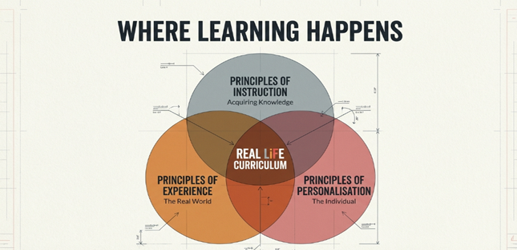 WHERE LEARNING HAPPENS
PRINCIPLES OF
INSTRUCTION
Acquiring Knowledge
REAL LIFE
CURRICULUM
PRINCIPLES OF
EXPERIENCE
The Real World
PRINCIPLES OF
PERSONALISATION
The Individual